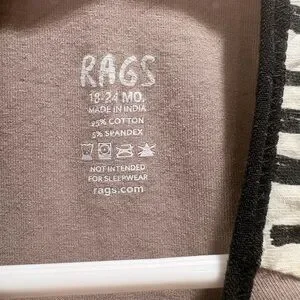 RAGS
18-24 MO.
MADE IN INDIA
95% COTTON
5% SPANDEX
NOT INTENDED
FOR SLEEPWEAR
rags.com